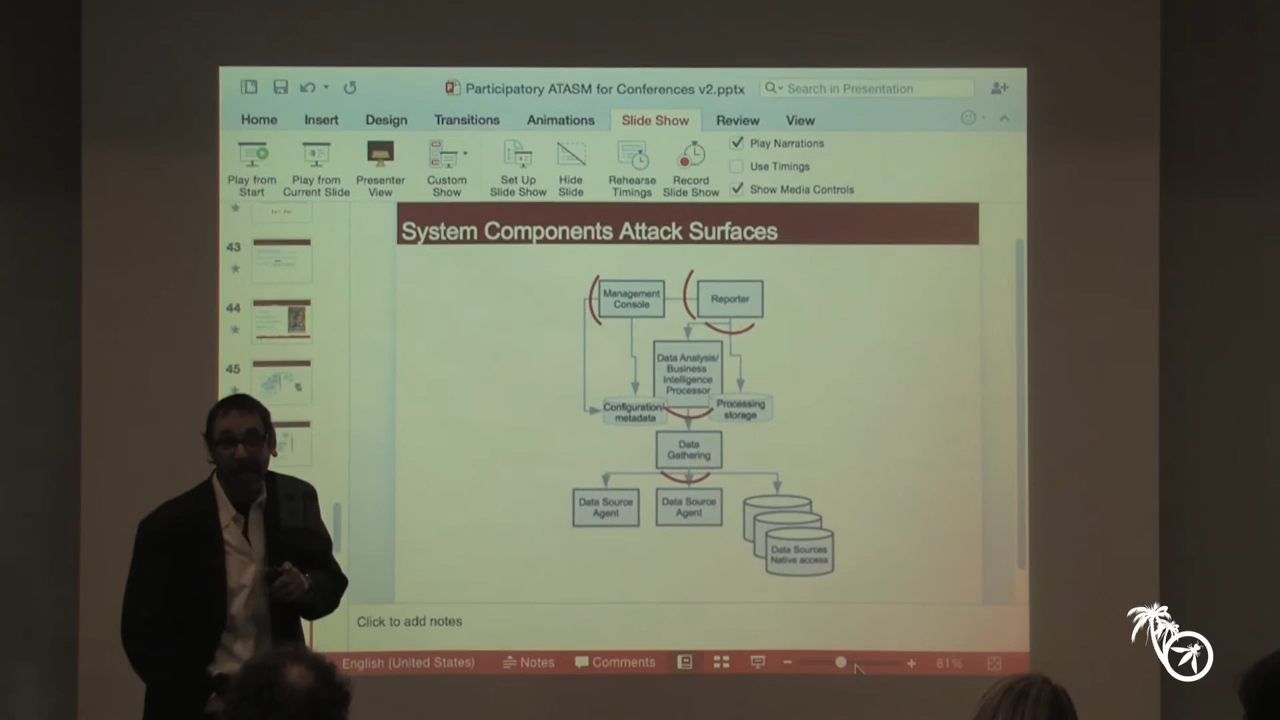 Participatory ATASM for Conferences v2.pptx
Search in Presentation
Home Insert Design Transitions Animations Slide Show Review View
Play from
Start
Play from
Current Slide
Presenter
View
Custom
Show
Set Up
Slide Show
Hide
Slide
Rehearse
Timings
Record
Slide Show
Play Narrations
Use Timings
Show Media Controls
43
44
45
System Components Attack Surfaces
Management
Console
Reporter
Data Analysis/
Business
Intelligence
Processor
Configuration/
metadata
Processing
storage
Data
Gathering
Data Source
Agent
Data Source
Agent
Data Sources
Native access
Click to add notes
English (United States) Notes Comments 81%